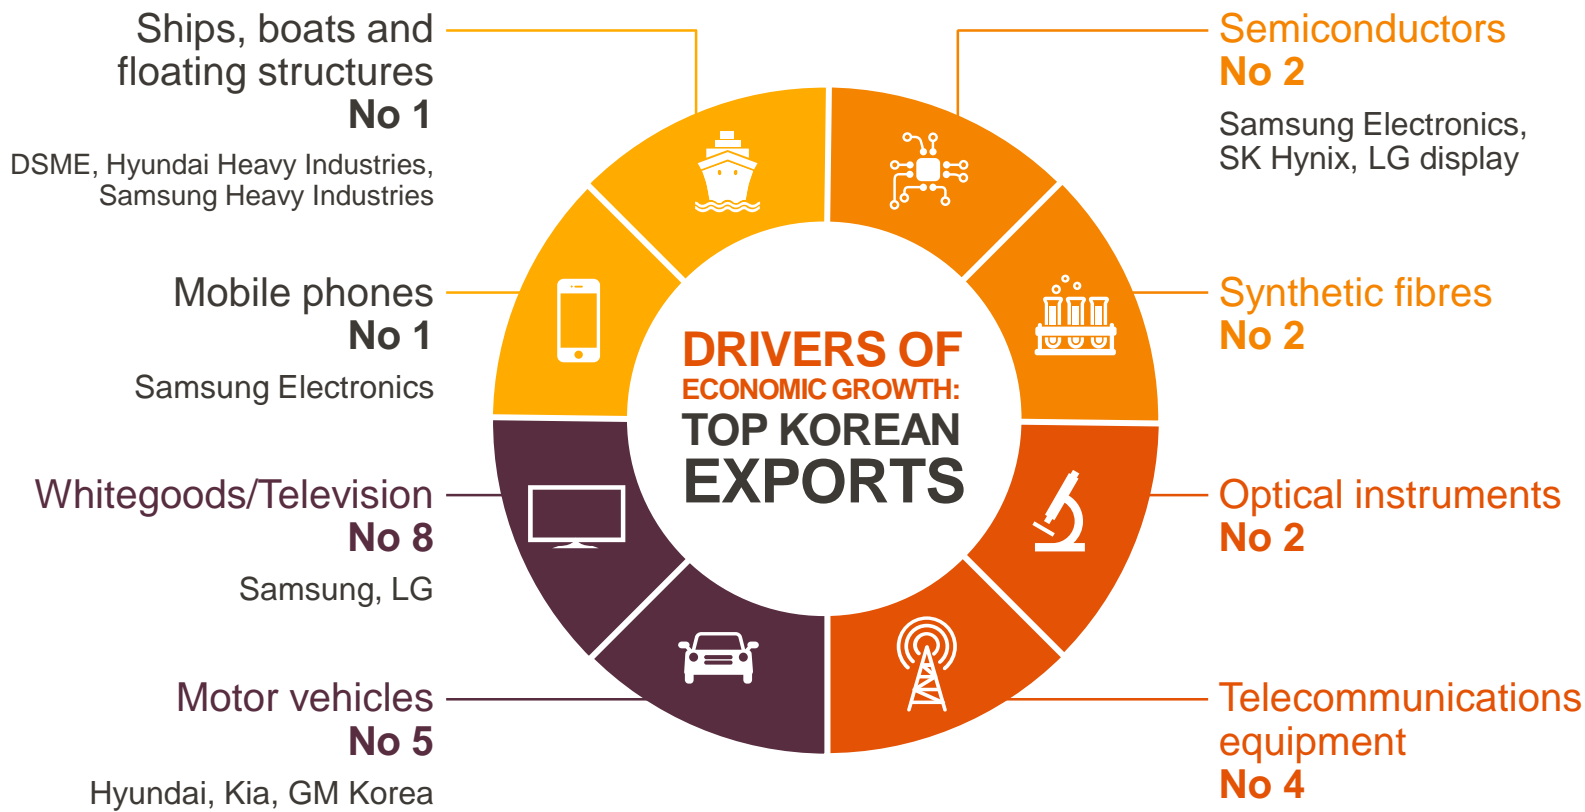 Ships, boats and
floating structures
No 1
DSME, Hyundai Heavy Industries,
Samsung Heavy Industries
Mobile phones
No 1
Samsung Electronics
Whitegoods/Television
No 8
Samsung, LG
Motor vehicles
No 5
Hyundai, Kia, GM Korea
DRIVERS OF
ECONOMIC GROWTH:
TOP KOREAN
EXPORTS
Semiconductors
No 2
Samsung Electronics,
SK Hynix, LG display
Synthetic fibres
No 2
Optical instruments
No 2
Telecommunications
equipment
No 4